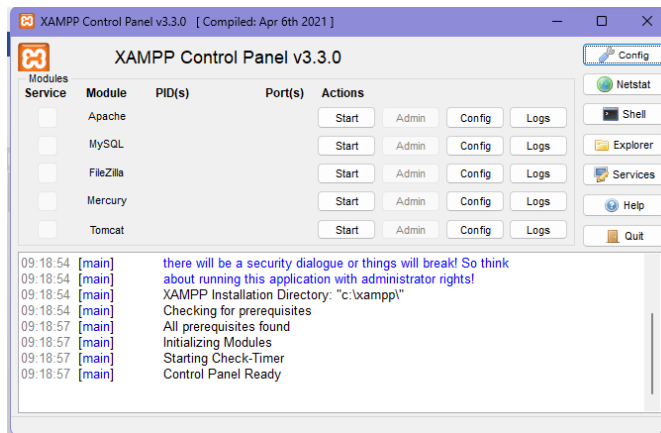 XAMPP Control Panel v3.3.0 [ Compiled: Apr 6th 2021 ]
XAMPP Control Panel v3.3.0
Config
Modules
Service Module PID(s) Port(s) Actions
Netstat
Apache Start Admin Config Logs
Shell
MySQL Start Admin Config Logs
Explorer
FileZilla Start Admin Config Logs
Services
Mercury Start Admin Config Logs
Help
Tomcat Start Admin Config Logs
Quit
09:18:54 [main] there will be a security dialogue or things will break! So think
09:18:54 [main] about running this application with administrator rights!
09:18:54 [main] XAMPP Installation Directory: "c:\xampp\"
09:18:54 [main] Checking for prerequisites
09:18:57 [main] All prerequisites found
09:18:57 [main] Initializing Modules
09:18:57 [main] Starting Check-Timer
09:18:57 [main] Control Panel Ready